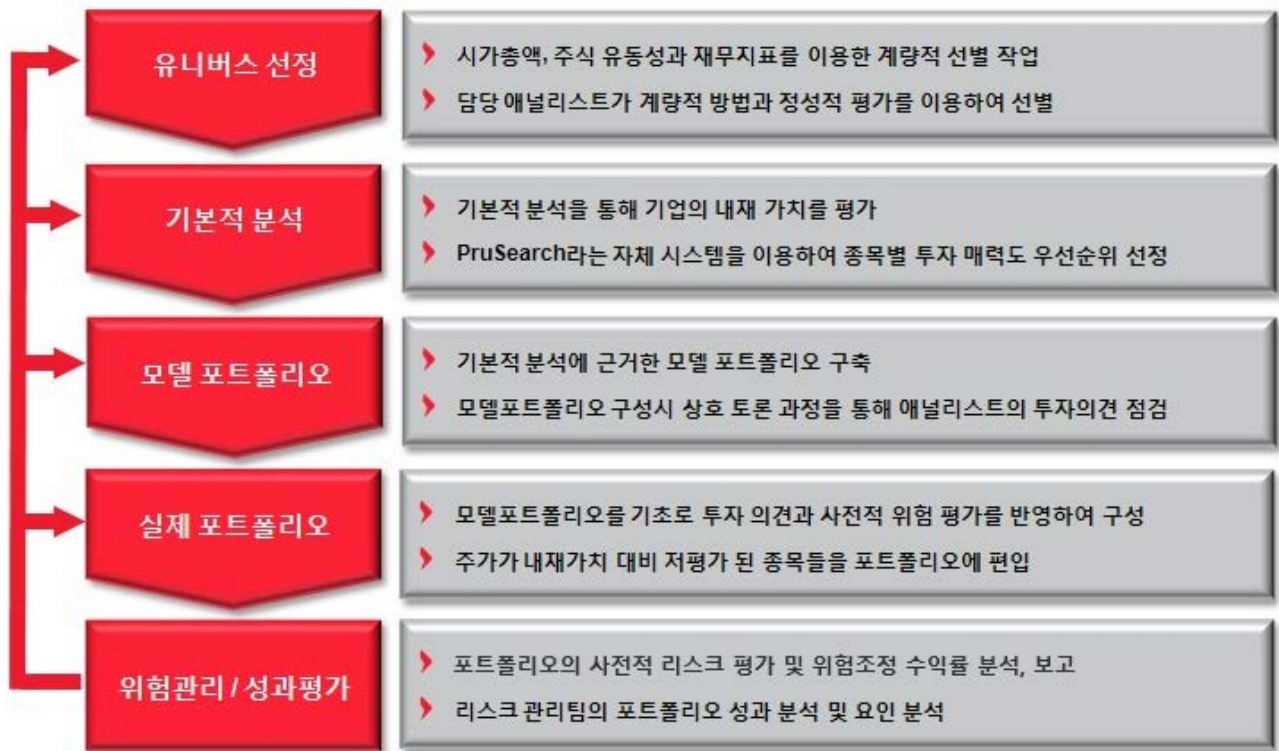 유니버스 선정
시가총액, 주식 유동성과 재무지표를 이용한 계량적 선별 작업
담당 애널리스트가 계량적 방법과 정성적 평가를 이용하여 선별
기본적 분석
기본적 분석을 통해 기업의 내재 가치를 평가
PruSearch라는 자체 시스템을 이용하여 종목별 투자 매력도 우선순위 선정
모델 포트폴리오
기본적 분석에 근거한 모델 포트폴리오 구축
모델포트폴리오 구성시 상호 토론 과정을 통해 애널리스트의 투자의견 점검
실제 포트폴리오
모델포트폴리오를 기초로 투자 의견과 사전적 위험 평가를 반영하여 구성
주가가 내재가치 대비 저평가 된 종목들을 포트폴리오에 편입
위험관리 / 성과평가
포트폴리오의 사전적 리스크 평가 및 위험조정 수익률 분석, 보고
리스크 관리팀의 포트폴리오 성과 분석 및 요인 분석